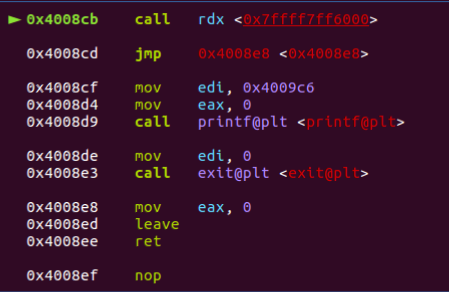 ► 0x4008cb call rdx <0x7ffff7ff6000>
0x4008cd jmp 0x4008e8 <0x4008e8>
0x4008cf mov edi, 0x4009c6
0x4008d4 mov eax, 0
0x4008d9 call printf@plt <printf@plt>
0x4008de mov edi, 0
0x4008e3 call exit@plt <exit@plt>
0x4008e8 mov eax, 0
0x4008ed leave
0x4008ee ret
0x4008ef nop